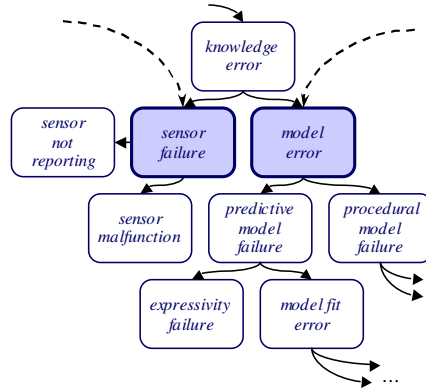 knowledge
error
sensor
not
reporting
sensor
failure
model
error
sensor
malfunction
predictive
model
failure
procedural
model
failure
expressivity
failure
model fit
error
...